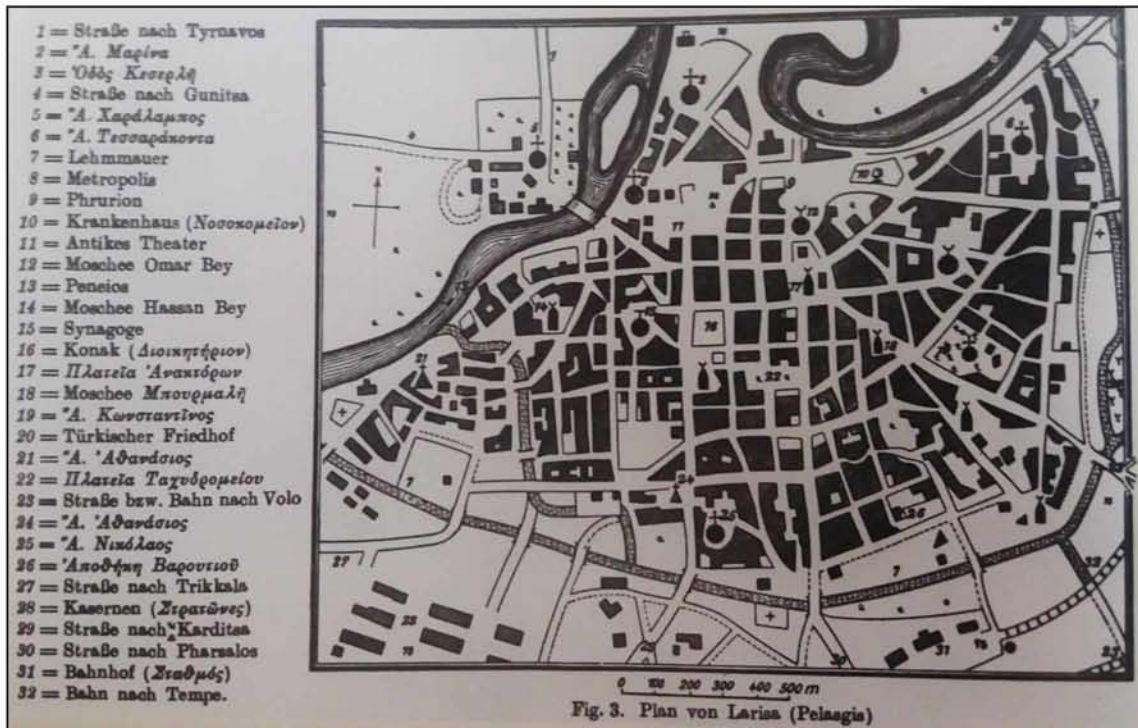 1 = Straße nach Tyrnavos
2 = Ἁ. Μαρίνα
3 = Ὁδὸς Κεσερλῆ
4 = Straße nach Gunitsa
5 = Ἁ. Χαράλαμπος
6 = Ἁ. Τεσσαράκοντα
7 = Lehmmauer
8 = Metropolis
9 = Phrurion
10 = Krankenhaus (Νοσοκομεῖον)
11 = Antikes Theater
12 = Moschee Omar Bey
13 = Peneios
14 = Moschee Hassan Bey
15 = Synagoge
16 = Konak (Διοικητήριον)
17 = Πλατεῖα Ἀνακτόρων
18 = Moschee Μπουρμαλῆ
19 = Ἁ. Κωνσταντῖνος
20 = Türkischer Friedhof
21 = Ἁ. Ἀθανάσιος
22 = Πλατεῖα Ταχυδρομείου
23 = Straße bzw. Bahn nach Volo
24 = Ἁ. Ἀθανάσιος
25 = Ἁ. Νικόλαος
26 = Ἀποθήκη Βαρουτιοῦ
27 = Straße nach Trikkala
28 = Kasernen (Στρατῶνες)
29 = Straße nach Karditsa
30 = Straße nach Pharsalos
31 = Bahnhof (Σταθμός)
32 = Bahn nach Tempe.
0 100 200 300 400 500 m
Fig. 3. Plan von Larisa (Pelasgis)